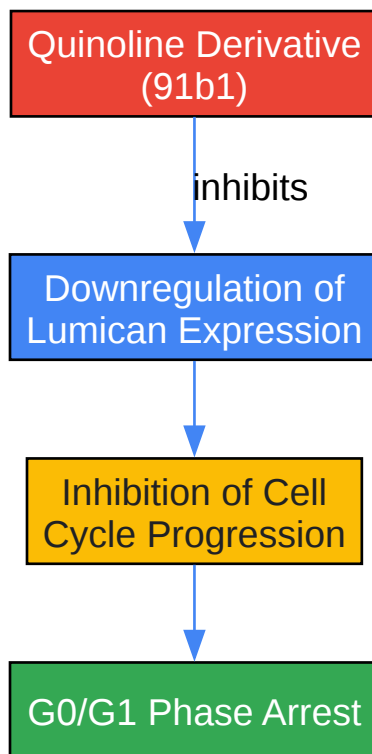 Quinoline Derivative
(91b1)
inhibits
Downregulation of
Lumican Expression
Inhibition of Cell
Cycle Progression
G0/G1 Phase Arrest